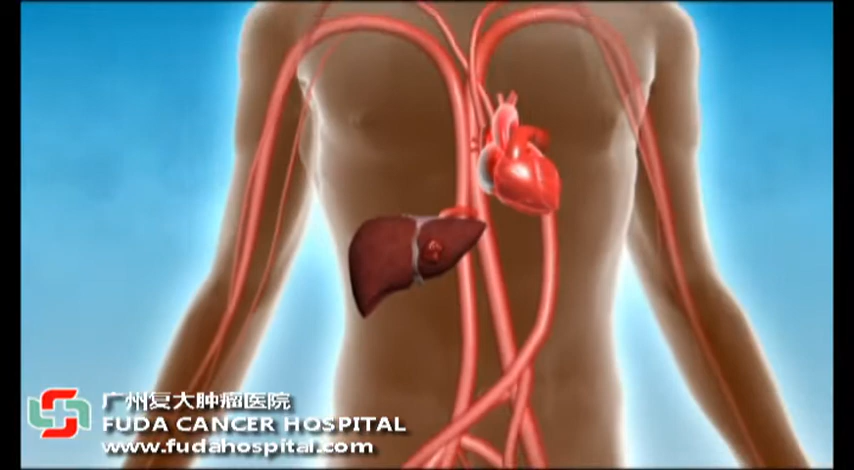 广州复大肿瘤医院
FUDA CANCER HOSPITAL
www.fudahospital.com